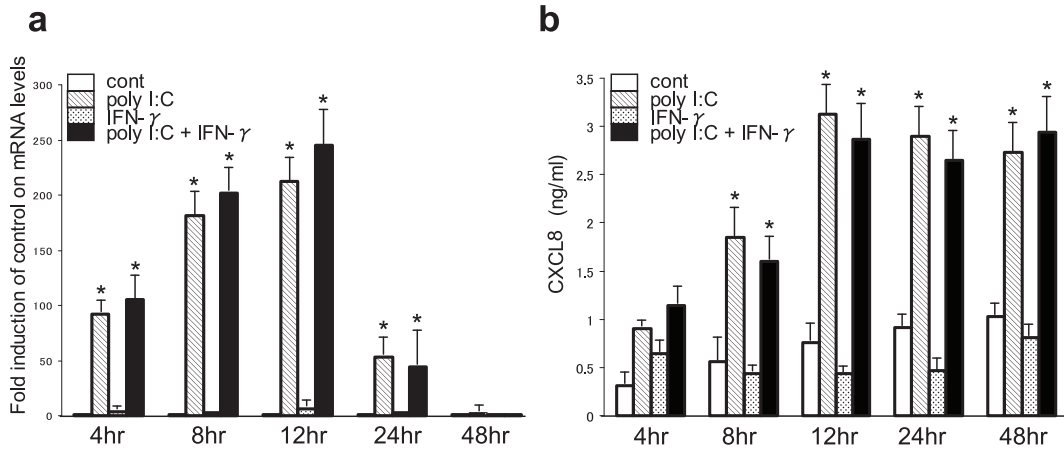 a
Fold induction of control on mRNA levels
cont
poly I:C
IFN-γ
poly I:C + IFN-γ
300
250
200
150
100
50
0
* * * * * * * *
4hr 8hr 12hr 24hr 48hr
b
CXCL8 (ng/ml)
cont
poly I:C
IFN-γ
poly I:C + IFN-γ
3,5
3
2,5
2
1,5
1
0,5
0
* * * * * * * *
4hr 8hr 12hr 24hr 48hr